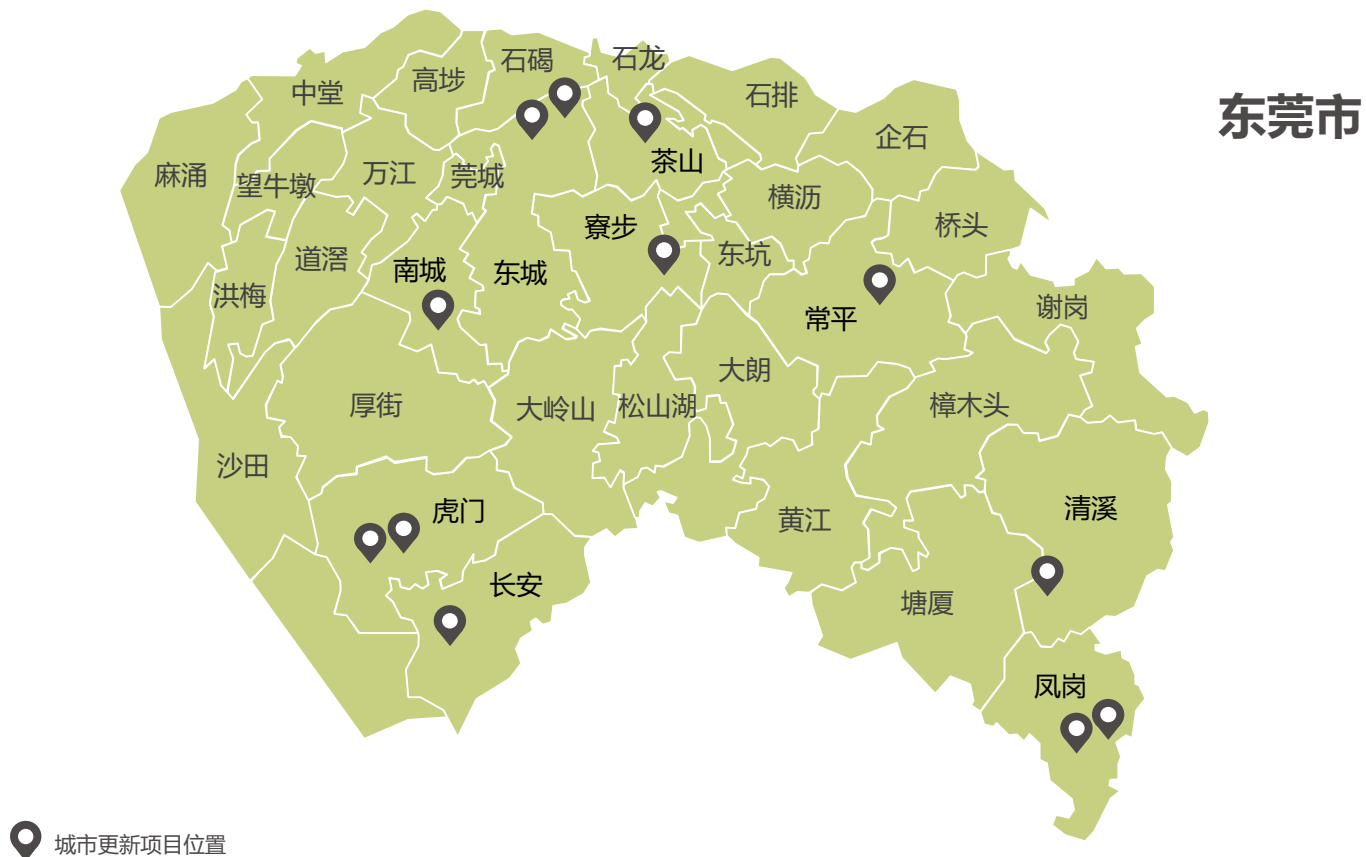 石碣
石龙
高埗
中堂
石排
东莞市
企石
茶山
麻涌
望牛墩
万江
莞城
横沥
寮步
桥头
东坑
道滘
南城
东城
洪梅
谢岗
常平
大朗
厚街
大岭山
松山湖
樟木头
沙田
虎门
清溪
黄江
长安
塘厦
凤岗
城市更新项目位置